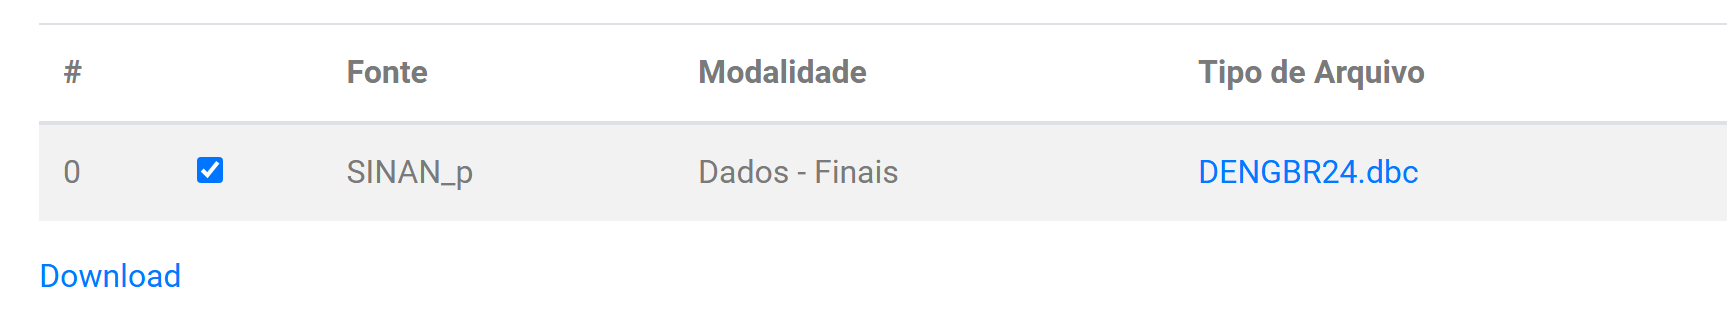 # Fonte Modalidade Tipo de Arquivo
0 SINAN_p Dados - Finais DENGBR24.dbc
Download